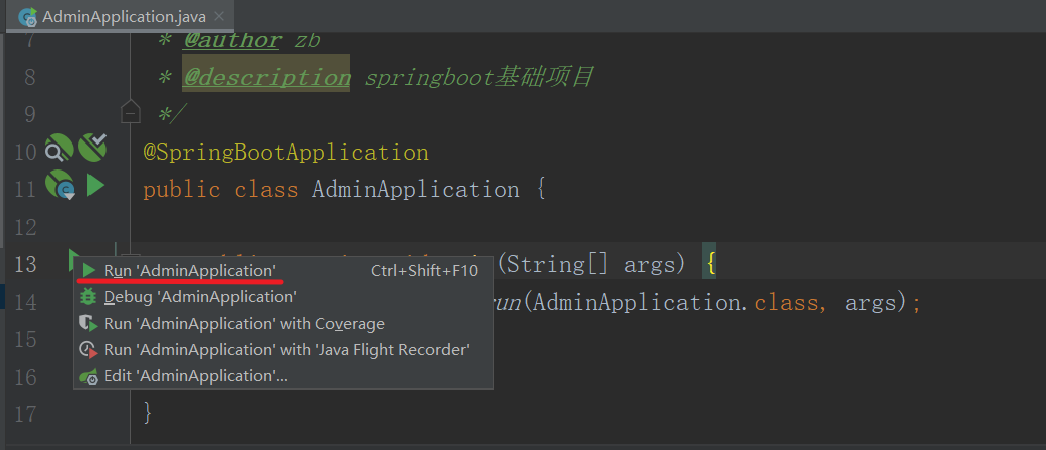 AdminApplication.java
7
* @author zb
8 * @description springboot基础项目
9 */
10 @SpringBootApplication
11 public class AdminApplication {
12
13 (String[] args) {
Run 'AdminApplication' Ctrl+Shift+F10
Debug 'AdminApplication'
14 run(AdminApplication.class, args);
Run 'AdminApplication' with Coverage
15
Run 'AdminApplication' with 'Java Flight Recorder'
16
Edit 'AdminApplication'...
17 }